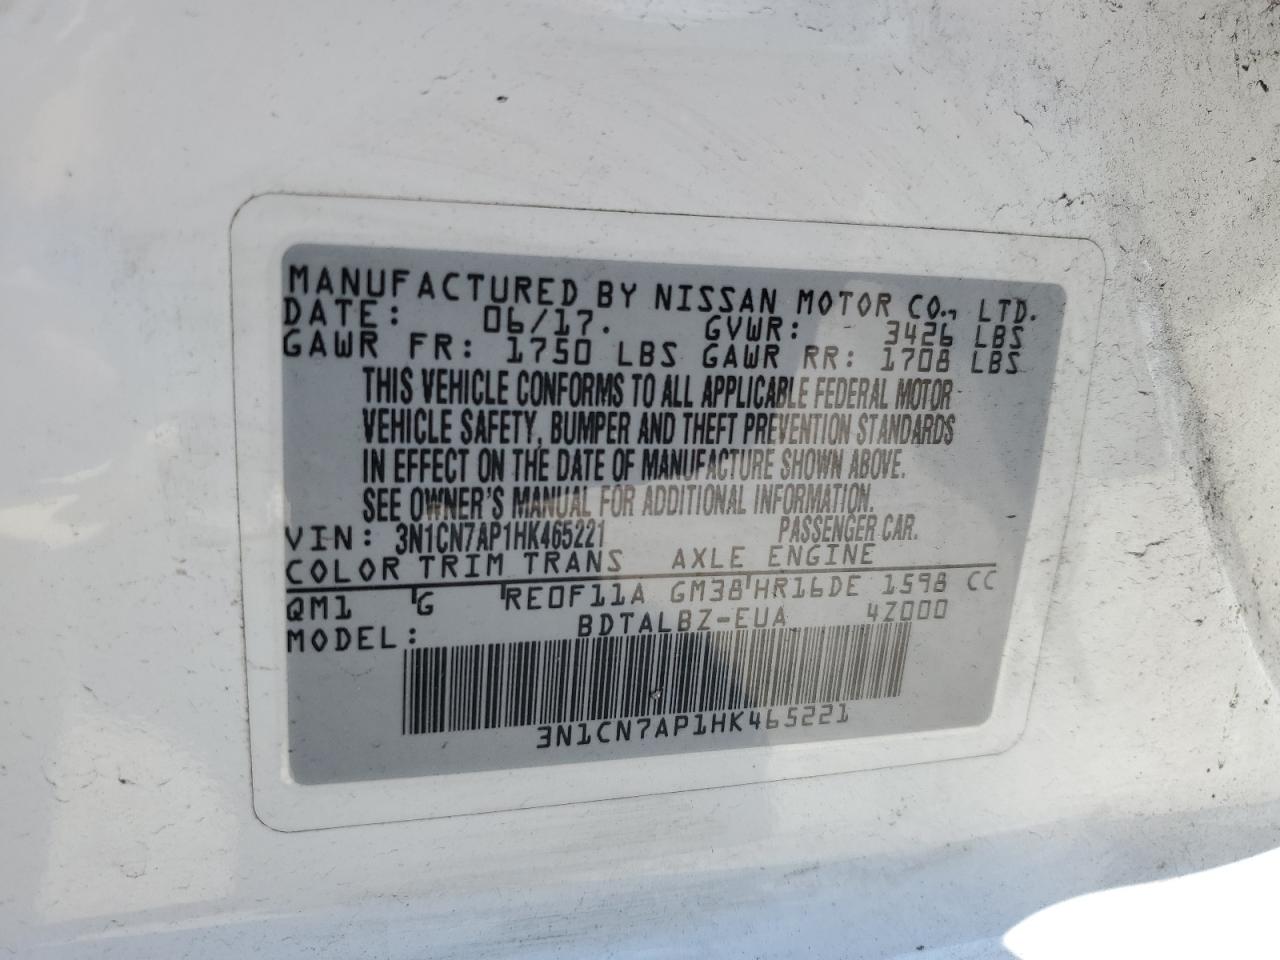 MANUFACTURED BY NISSAN MOTOR CO., LTD.
DATE: 06/17. GVWR: 3426 LBS
GAWR FR: 1750 LBS GAWR RR: 1708 LBS
THIS VEHICLE CONFORMS TO ALL APPLICABLE FEDERAL MOTOR
VEHICLE SAFETY, BUMPER AND THEFT PREVENTION STANDARDS
IN EFFECT ON THE DATE OF MANUFACTURE SHOWN ABOVE.
SEE OWNER'S MANUAL FOR ADDITIONAL INFORMATION.
VIN: 3N1CN7AP1HK465221 PASSENGER CAR.
COLOR TRIM TRANS AXLE ENGINE
QM1 G RE0F11A GM38 HR16DE 1598 CC
MODEL: BDTALBZ-EUA 4Z000
3N1CN7AP1HK465221